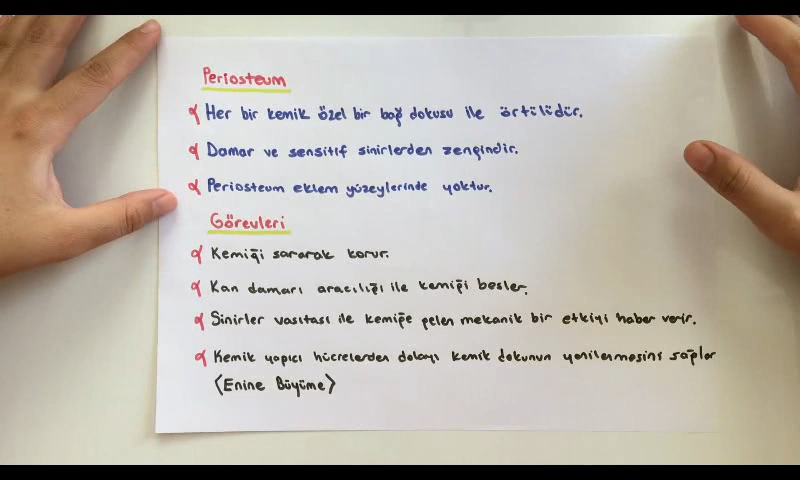 Periosteum
Her bir kemik özel bir bağ dokusu ile örtülüdür.
Damar ve sensitif sinirlerden zengindir.
Periosteum eklem yüzeylerinde yoktur.
Görevleri
Kemiği sararak korur.
Kan damarı aracılığı ile kemiği besler.
Sinirler vasıtası ile kemiğe gelen mekanik bir etkiyi haber verir.
Kemik yapıcı hücrelerden dolayı kemik dokunun yenilenmesini sağlar
(Enine Büyüme)